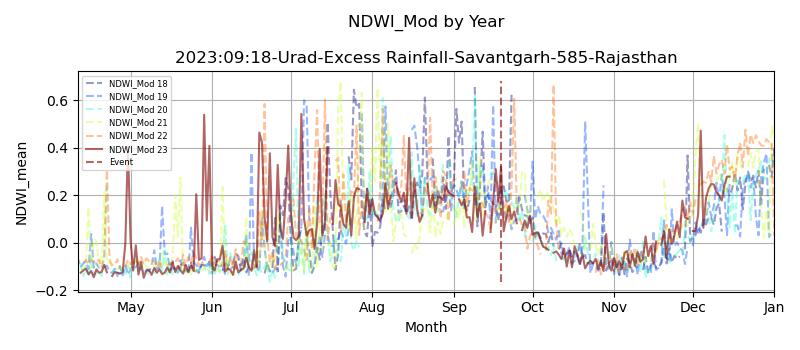 NDWI_Mod by Year
2023:09:18-Urad-Excess Rainfall-Savantgarh-585-Rajasthan
NDWI_Mod 18
NDWI_Mod 19
NDWI_Mod 20
NDWI_Mod 21
NDWI_Mod 22
NDWI_Mod 23
Event
NDWI_mean
0.6
0.4
0.2
0.0
−0.2
May Jun Jul Aug Sep Oct Nov Dec Jan
Month